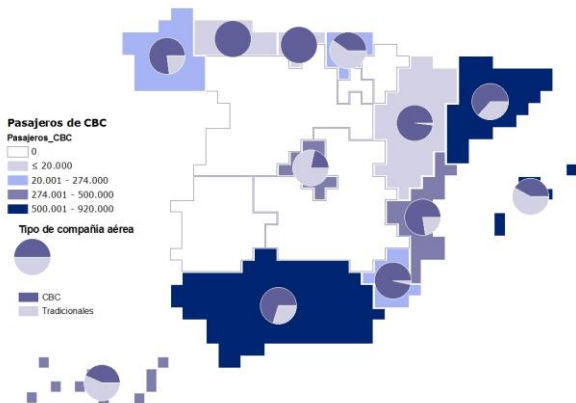 Pasajeros de CBC
Pasajeros_CBC
0
≤ 20.000
20.001 - 274.000
274.001 - 500.000
500.001 - 920.000
Tipo de compañia aérea
CBC
Tradicionales